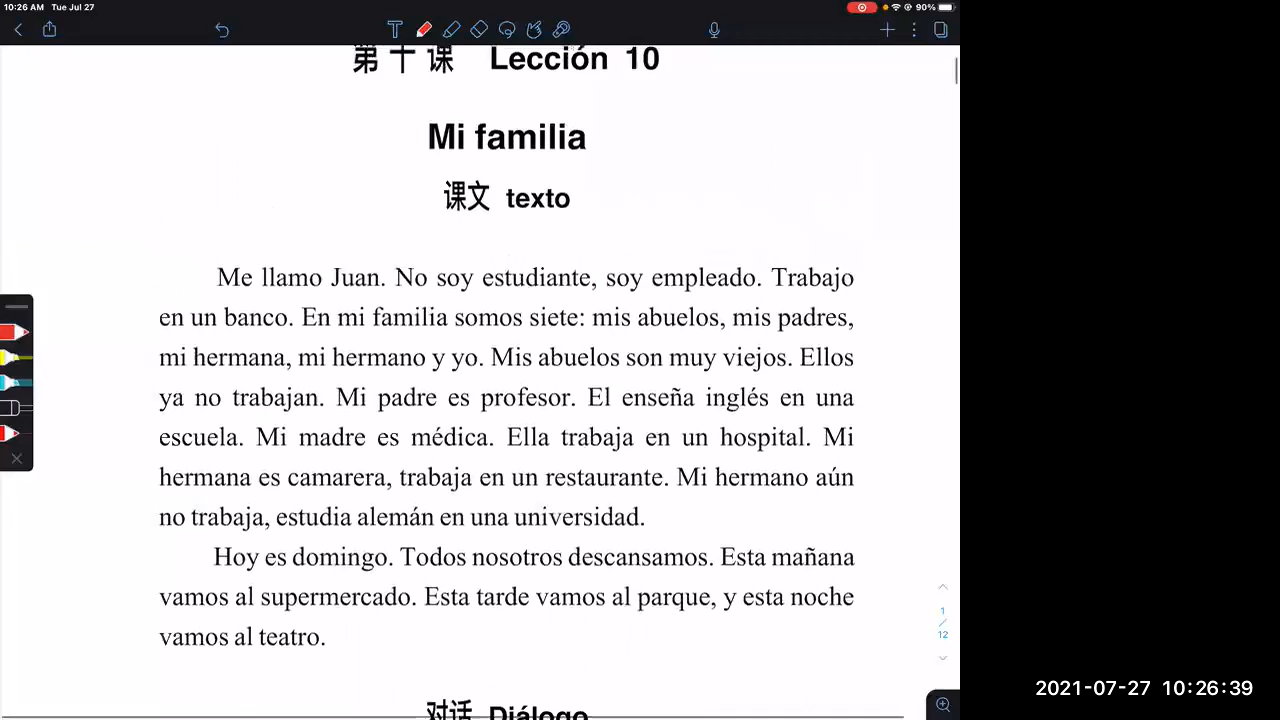 10:26 AM Tue Jul 27
90%
第十课 Lección 10
Mi familia
课文 texto
Me llamo Juan. No soy estudiante, soy empleado. Trabajo
en un banco. En mi familia somos siete: mis abuelos, mis padres,
mi hermana, mi hermano y yo. Mis abuelos son muy viejos. Ellos
ya no trabajan. Mi padre es profesor. El enseña inglés en una
escuela. Mi madre es médica. Ella trabaja en un hospital. Mi
hermana es camarera, trabaja en un restaurante. Mi hermano aún
no trabaja, estudia alemán en una universidad.
Hoy es domingo. Todos nosotros descansamos. Esta mañana
vamos al supermercado. Esta tarde vamos al parque, y esta noche
vamos al teatro.
1
/
12
对话 Diálogo
2021-07-27 10:26:39